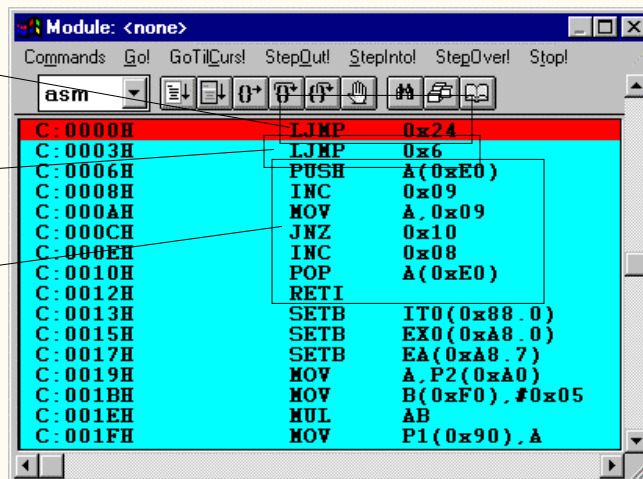 Module: <none>
Commands Go! GoTilCurs! StepOut! StepInto! StepOver! Stop!
asm
C:0000H LJMP 0x24
C:0003H LJMP 0x6
C:0006H PUSH A(0xE0)
C:0008H INC 0x09
C:000AH MOV A,0x09
C:000CH JNZ 0x10
C:000EH INC 0x08
C:0010H POP A(0xE0)
C:0012H RETI
C:0013H SETB IT0(0x88.0)
C:0015H SETB EX0(0xA8.0)
C:0017H SETB EA(0xA8.7)
C:0019H MOV A,P2(0xA0)
C:001BH MOV B(0xF0),#0x05
C:001EH MUL AB
C:001FH MOV P1(0x90),A